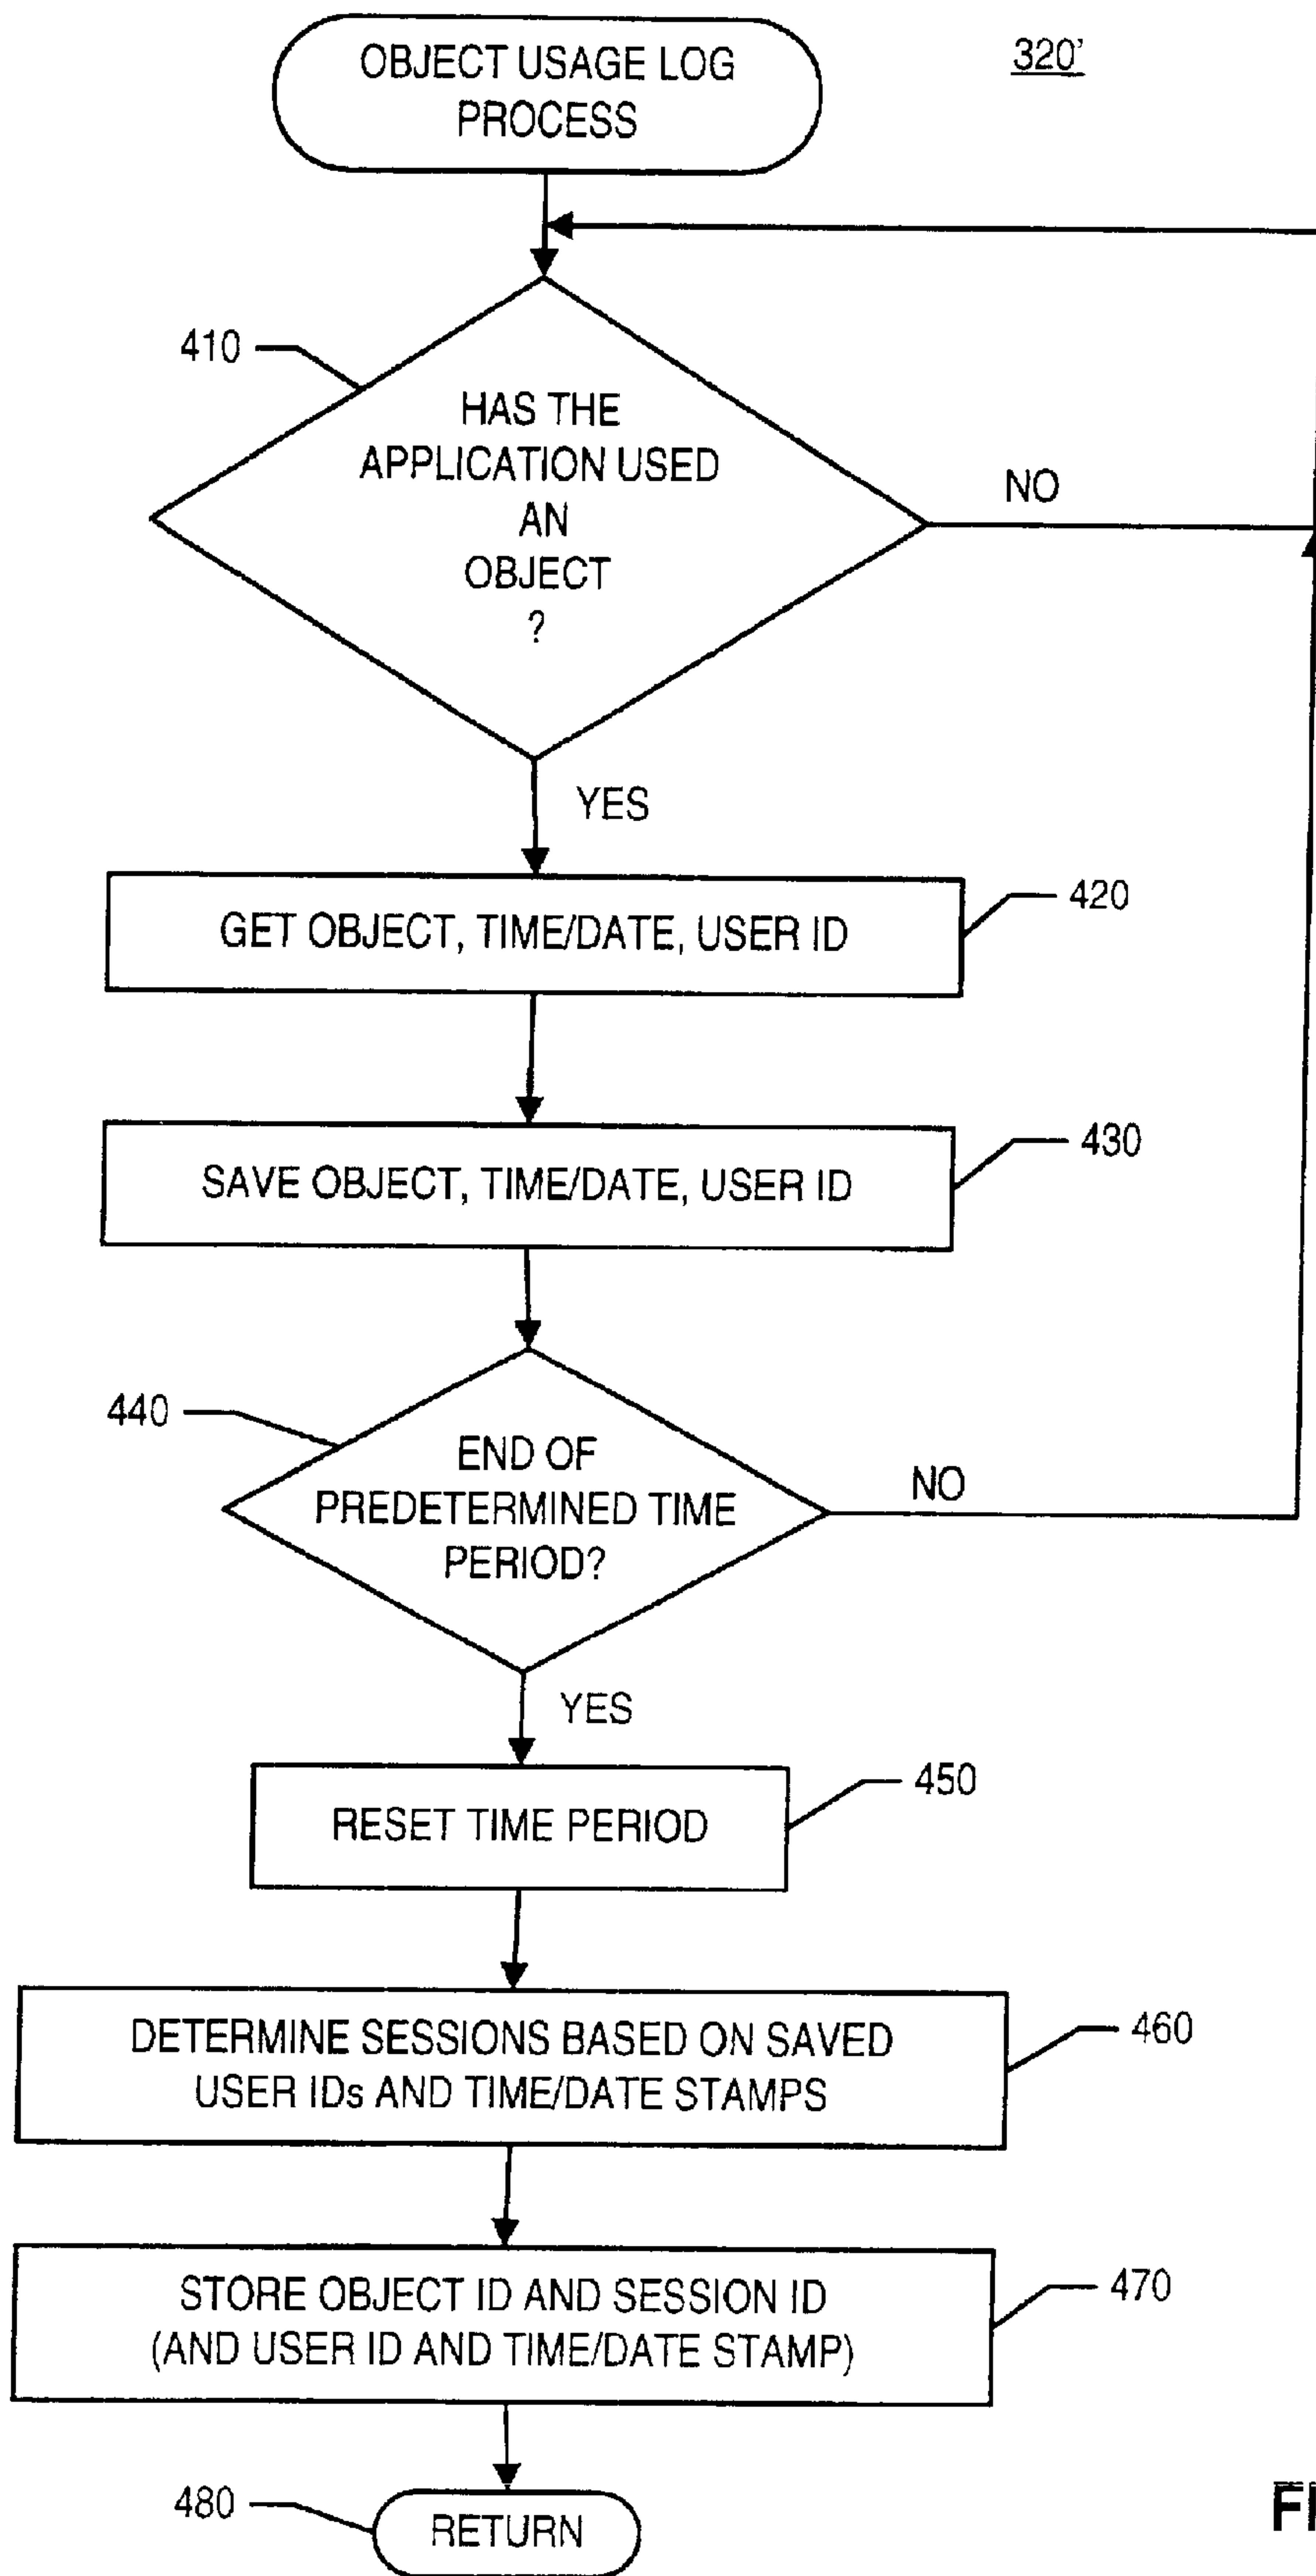 OBJECT USAGE LOG
PROCESS
320'
410
HAS THE
APPLICATION USED
AN
OBJECT
?
NO
YES
GET OBJECT, TIME/DATE, USER ID
420
SAVE OBJECT, TIME/DATE, USER ID
430
440
END OF
PREDETERMINED TIME
PERIOD?
NO
YES
RESET TIME PERIOD
450
DETERMINE SESSIONS BASED ON SAVED
USER IDs AND TIME/DATE STAMPS
460
STORE OBJECT ID AND SESSION ID
(AND USER ID AND TIME/DATE STAMP)
470
480
RETURN